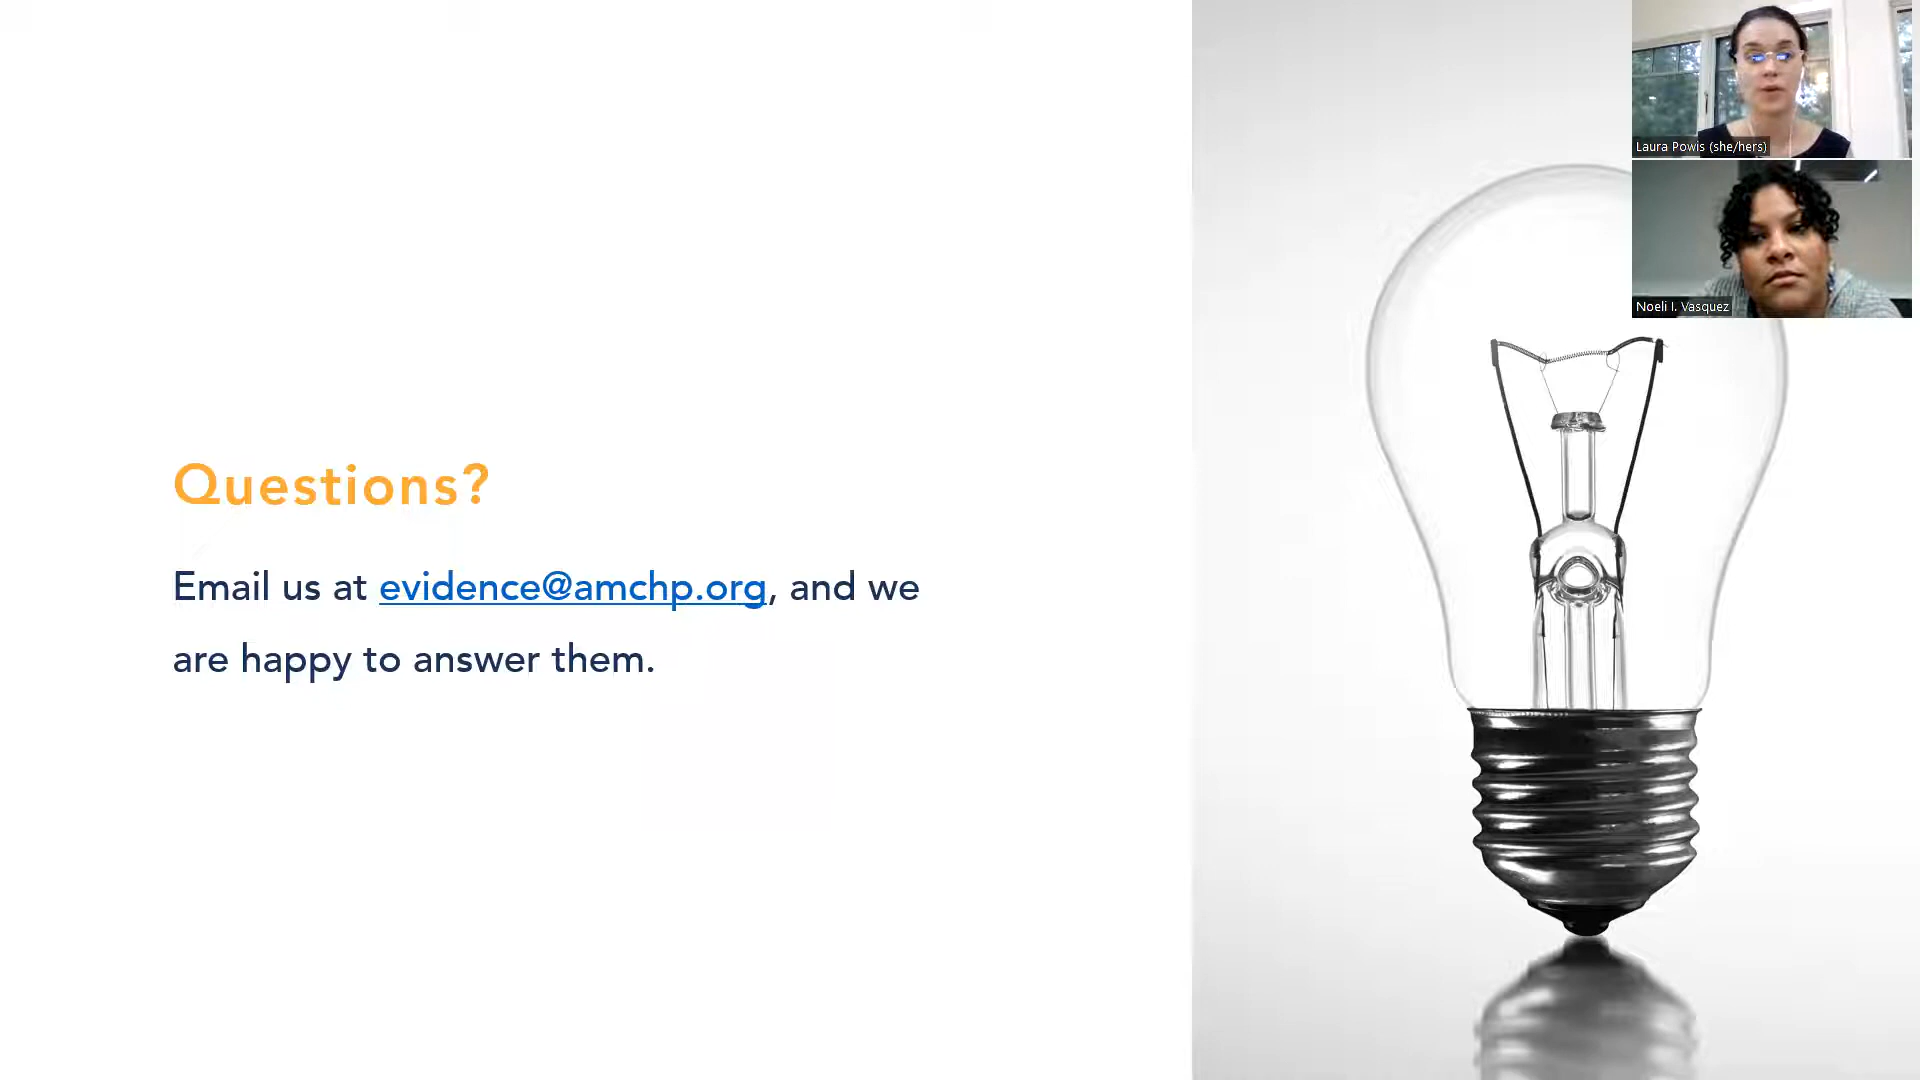 Laura Powis (she/hers)
Noeli I. Vasquez
Questions?
Email us at evidence@amchp.org, and we
are happy to answer them.